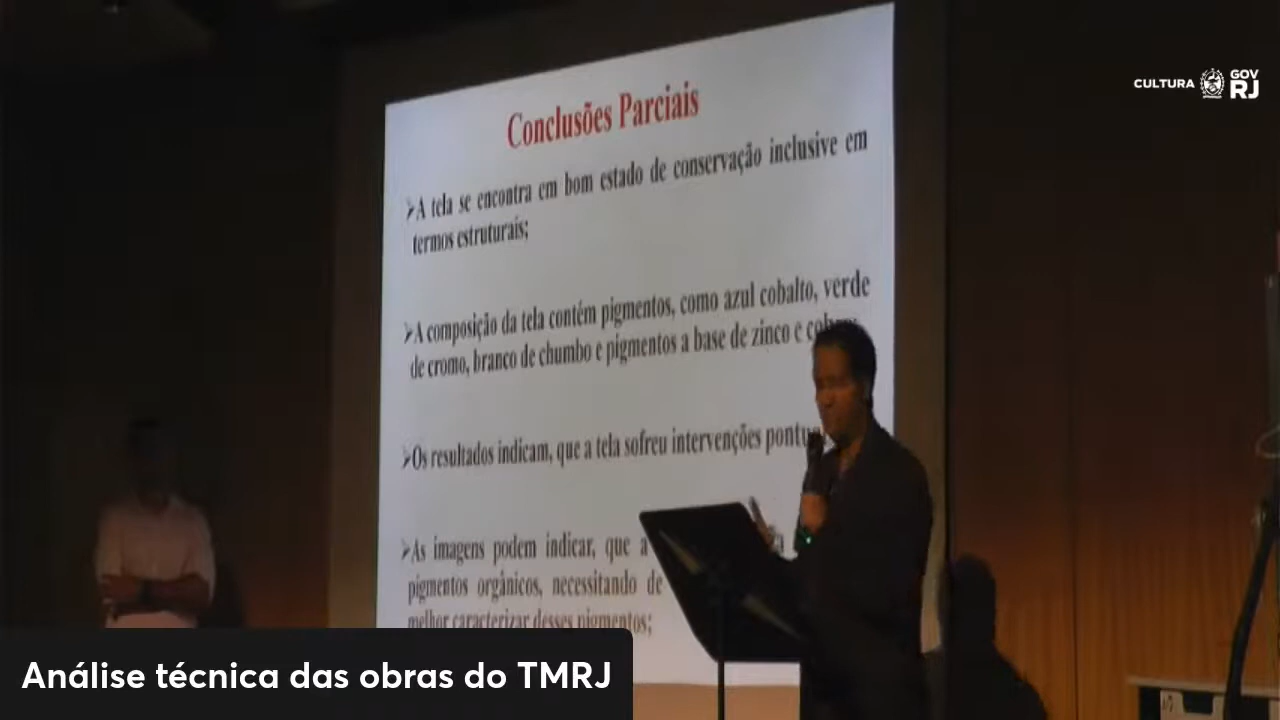 CULTURA GOV RJ
Conclusões Parciais
➢A tela se encontra em bom estado de conservação inclusive em
termos estruturais;
➢A composição da tela contém pigmentos, como azul cobalto, verde
de cromo, branco de chumbo e pigmentos a base de zinco e
➢Os resultados indicam, que a tela sofreu intervenções
➢As imagens podem indicar, que a
pigmentos orgânicos, necessitando de
melhor caracterizar desses pigmentos;
Análise técnica das obras do TMRJ